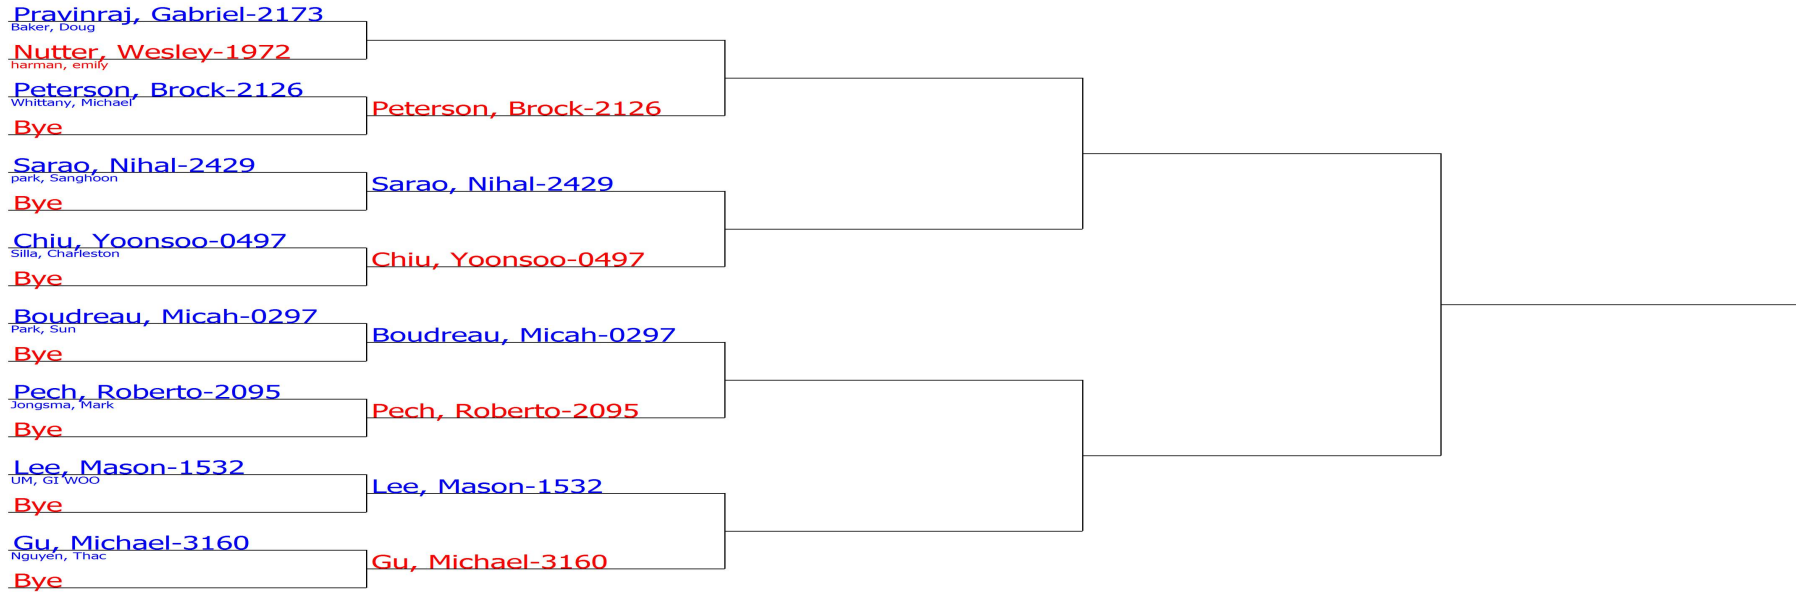 Pravinraj, Gabriel-2173
Baker, Doug
Nutter, Wesley-1972
harman, emily
Peterson, Brock-2126
Whittany, Michael
Peterson, Brock-2126
Bye
Sarao, Nihal-2429
park, Sanghoon
Sarao, Nihal-2429
Bye
Chiu, Yoonsoo-0497
Silla, Charleston
Chiu, Yoonsoo-0497
Bye
Boudreau, Micah-0297
Park, Sun
Boudreau, Micah-0297
Bye
Pech, Roberto-2095
Jongsma, Mark
Pech, Roberto-2095
Bye
Lee, Mason-1532
UM, GI WOO
Lee, Mason-1532
Bye
Gu, Michael-3160
Nguyen, Thac
Gu, Michael-3160
Bye